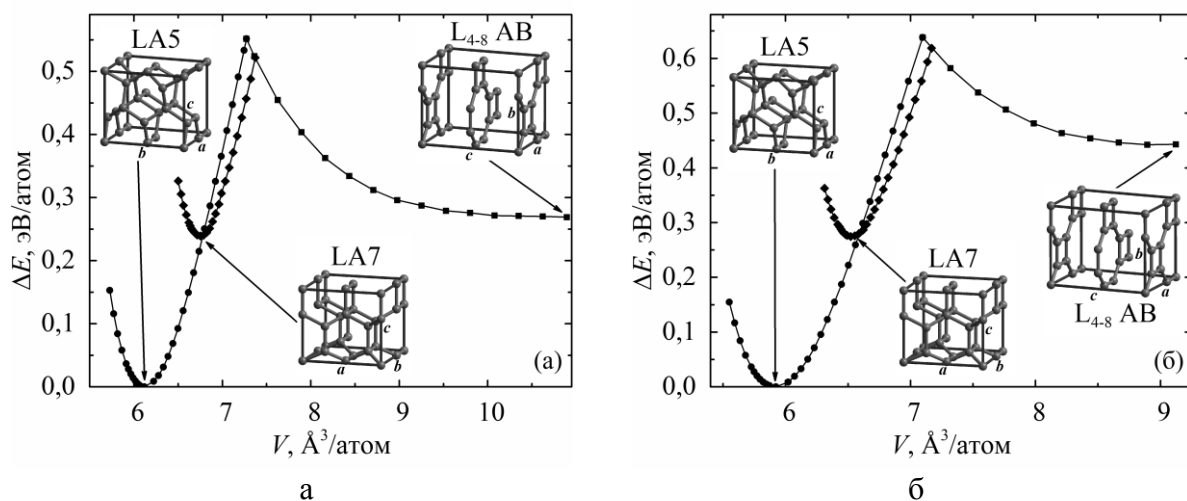 LA5
L₄₋₈ AB
c
b
a
b
c
a
ΔE, эВ/атом
0,5
0,4
0,3
0,2
0,1
0,0
LA7
c
a
b
(а)
6
7
8
9
10
V, Å³/атом
а
LA5
c
b
a
ΔE, эВ/атом
0,6
0,5
0,4
0,3
0,2
0,1
0,0
b
c
a
L₄₋₈ AB
LA7
c
a
b
(б)
6
7
8
9
V, Å³/атом
б